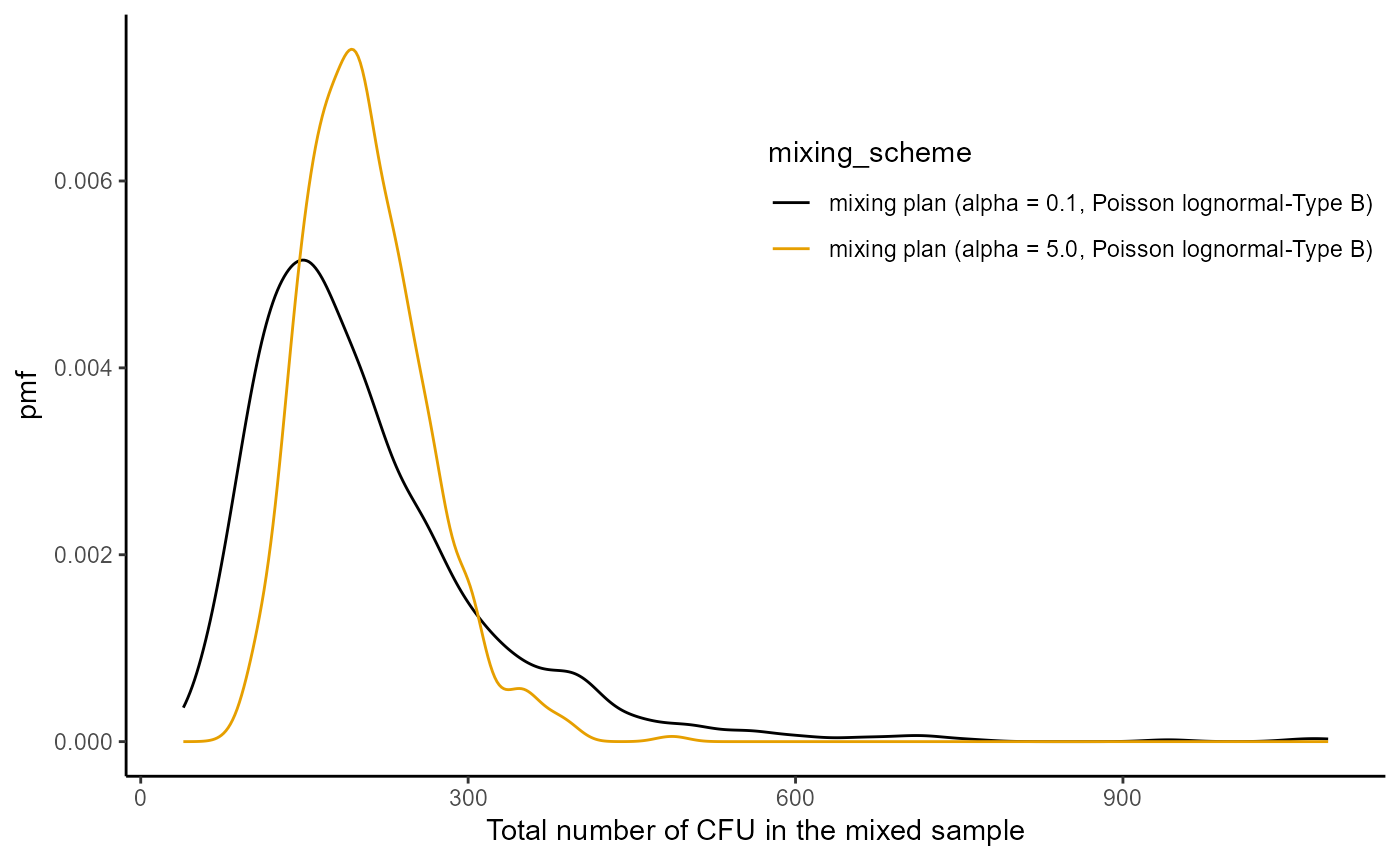 mixing_scheme
mixing plan (alpha = 0.1, Poisson lognormal-Type B)
mixing plan (alpha = 5.0, Poisson lognormal-Type B)
pmf
0.006
0.004
0.002
0.000
0
300
600
900
Total number of CFU in the mixed sample